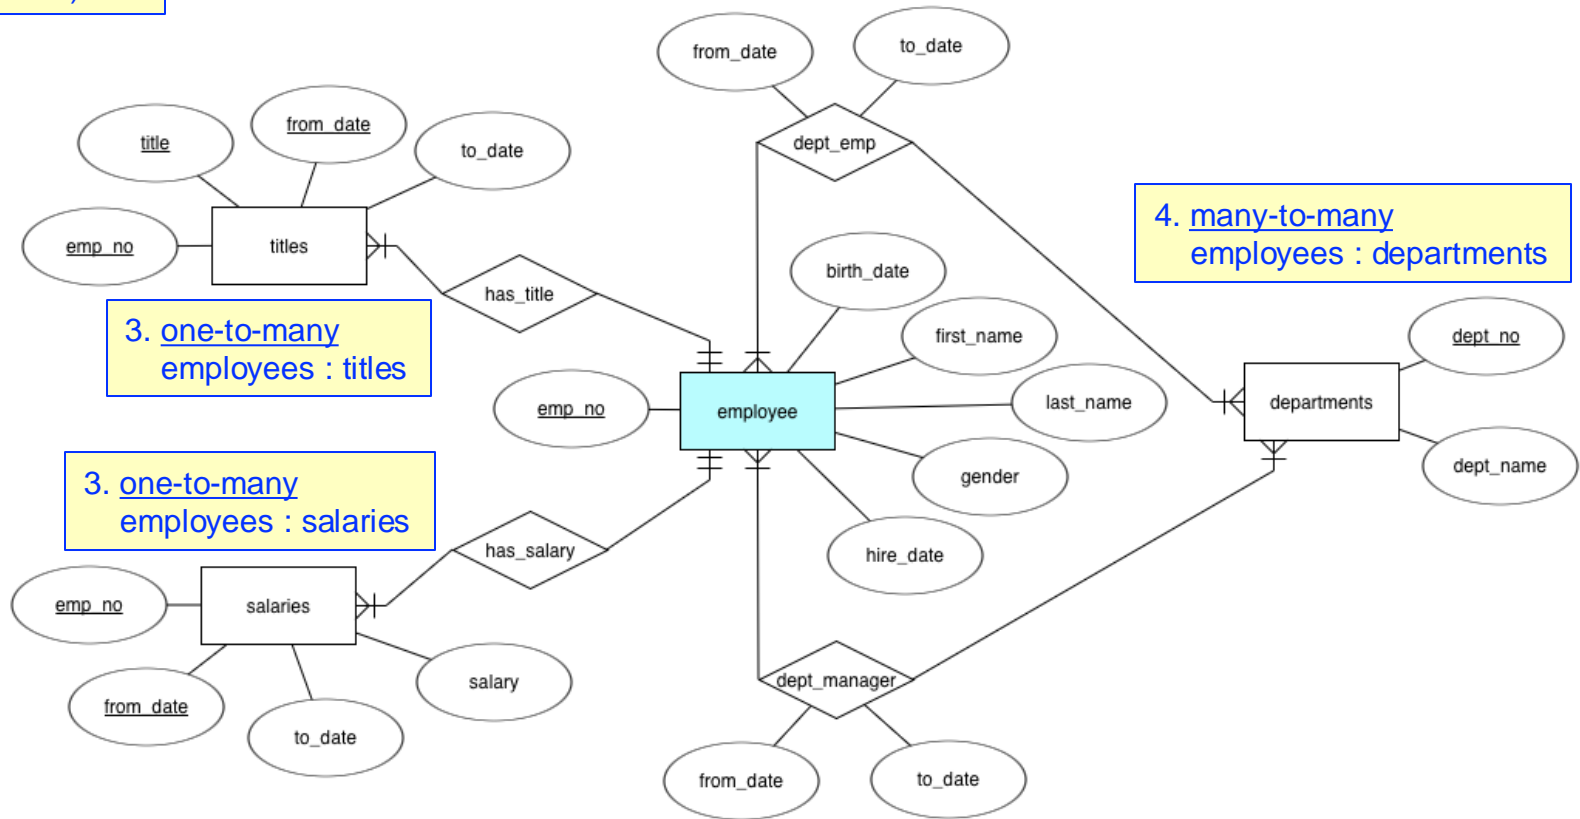 from_date
to_date
title
from_date
to_date
dept_emp
emp_no
titles
4. many-to-many
employees : departments
has_title
birth_date
3. one-to-many
employees : titles
first_name
dept_no
emp_no
employee
last_name
departments
dept_name
gender
3. one-to-many
employees : salaries
has_salary
hire_date
emp_no
salaries
salary
from_date
to_date
dept_manager
from_date
to_date